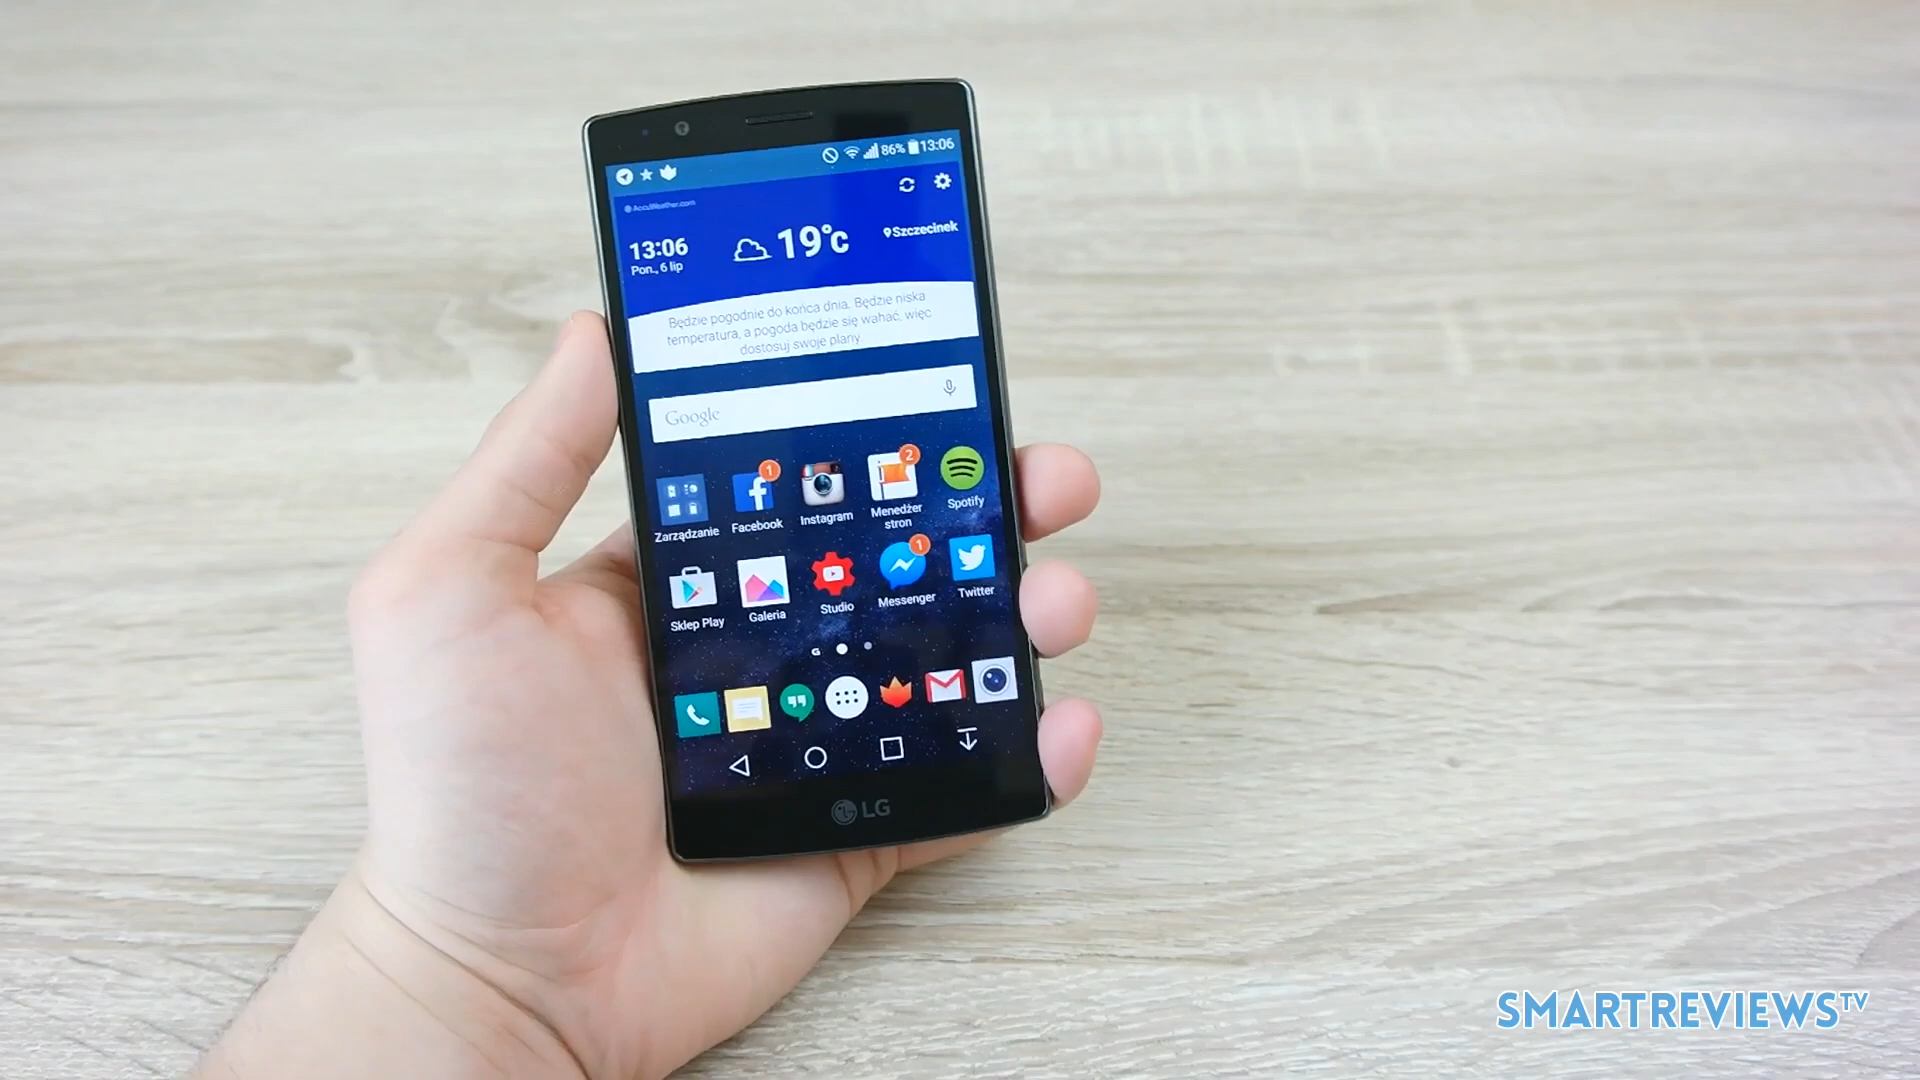 86% 13:06
AccuWeather.com
13:06
Pon., 6 lip
19°c
Szczecinek
Będzie pogodnie do końca dnia. Będzie niska
temperatura, a pogoda będzie się wahać, więc
dostosuj swoje plany.
Google
1
2
Zarządzanie
Facebook
Instagram
Menedżer
stron
Spotify
1
Sklep Play
Galeria
Studio
Messenger
Twitter
G
LG
SMARTREVIEWSTV